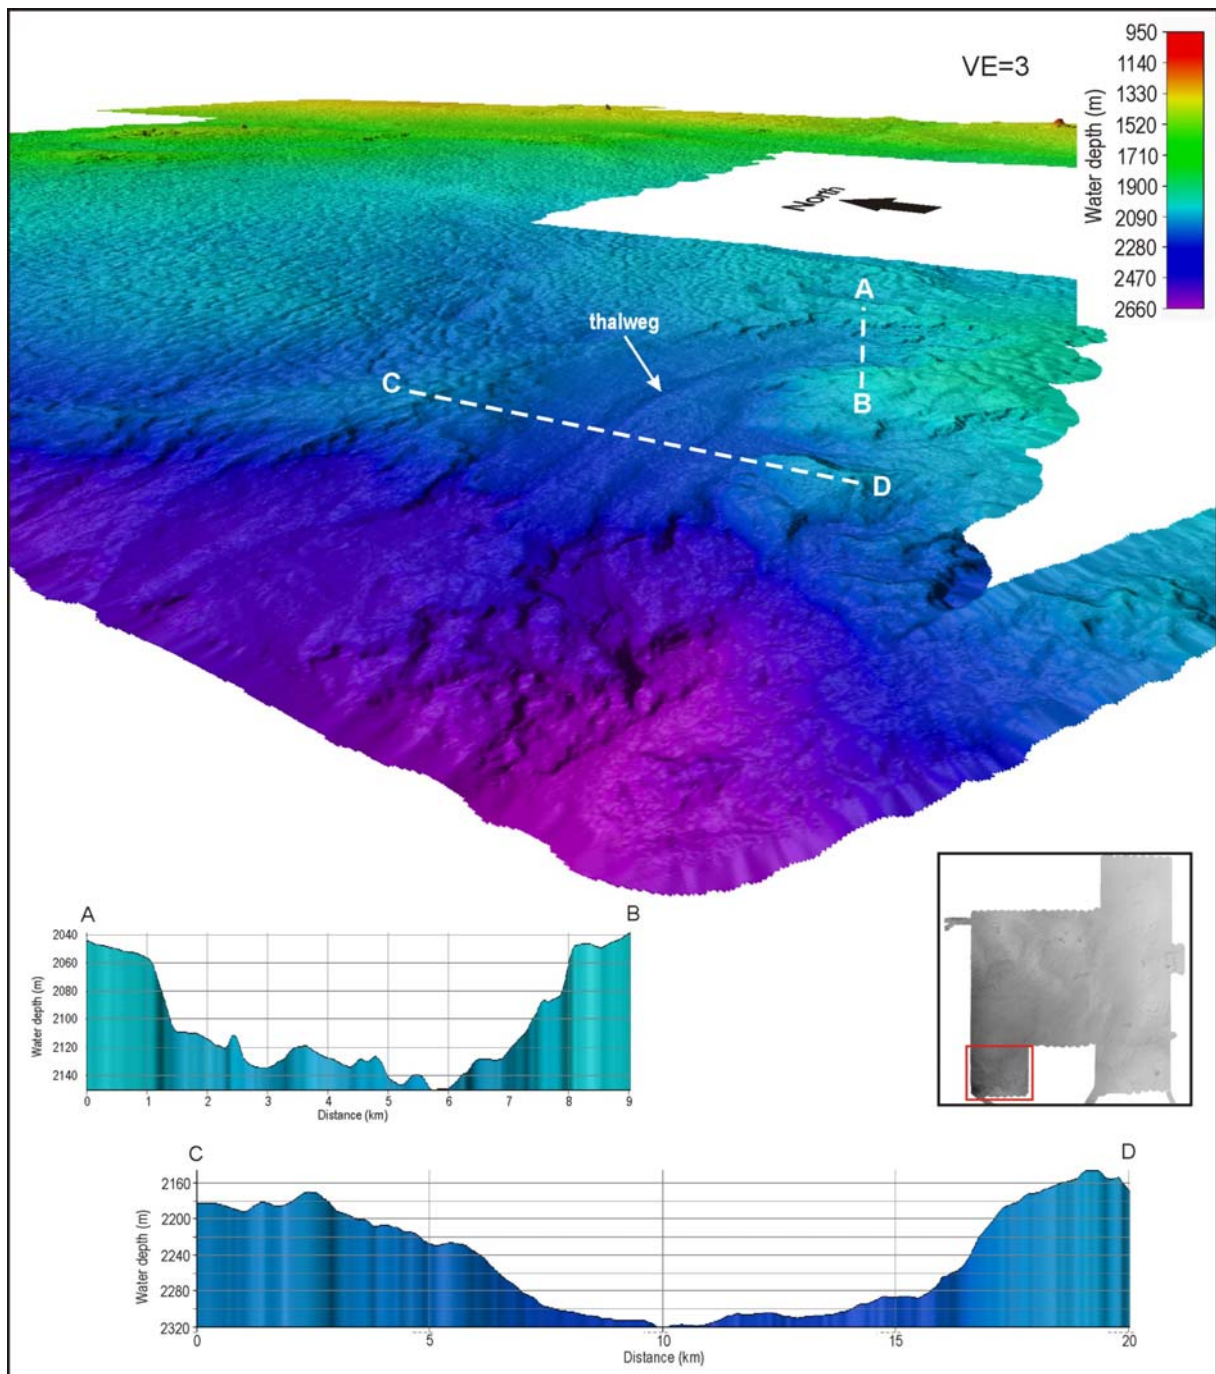 VE=3
Water depth (m)
950
1140
1330
1520
1710
1900
2090
2280
2470
2660
North
A
thalweg
C
B
D
A
B
Water depth (m)
2040
2060
2080
2100
2120
2140
0 1 2 3 4 5 6 7 8 9
Distance (km)
C
D
Water depth (m)
2160
2200
2240
2280
2320
0 5 10 15 20
Distance (km)